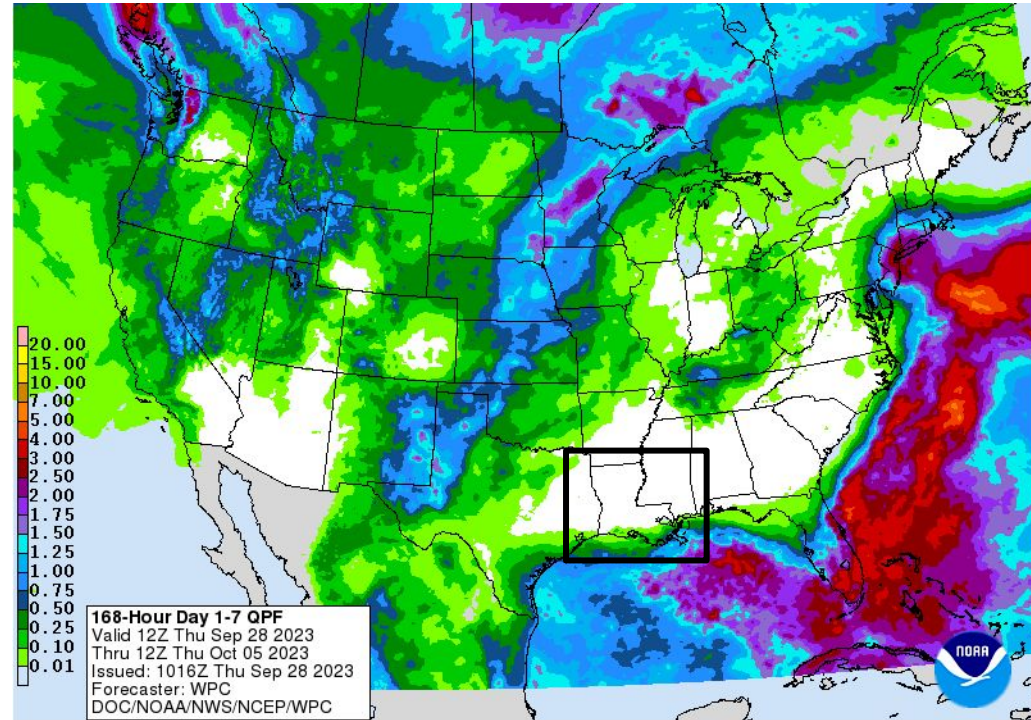 20.00
15.00
10.00
7.00
5.00
4.00
3.00
2.50
2.00
1.75
1.50
1.25
1.00
0.75
0.50
0.25
0.10
0.01
168-Hour Day 1-7 QPF
Valid 12Z Thu Sep 28 2023
Thru 12Z Thu Oct 05 2023
Issued: 1016Z Thu Sep 28 2023
Forecaster: WPC
DOC/NOAA/NWS/NCEP/WPC
NOAA